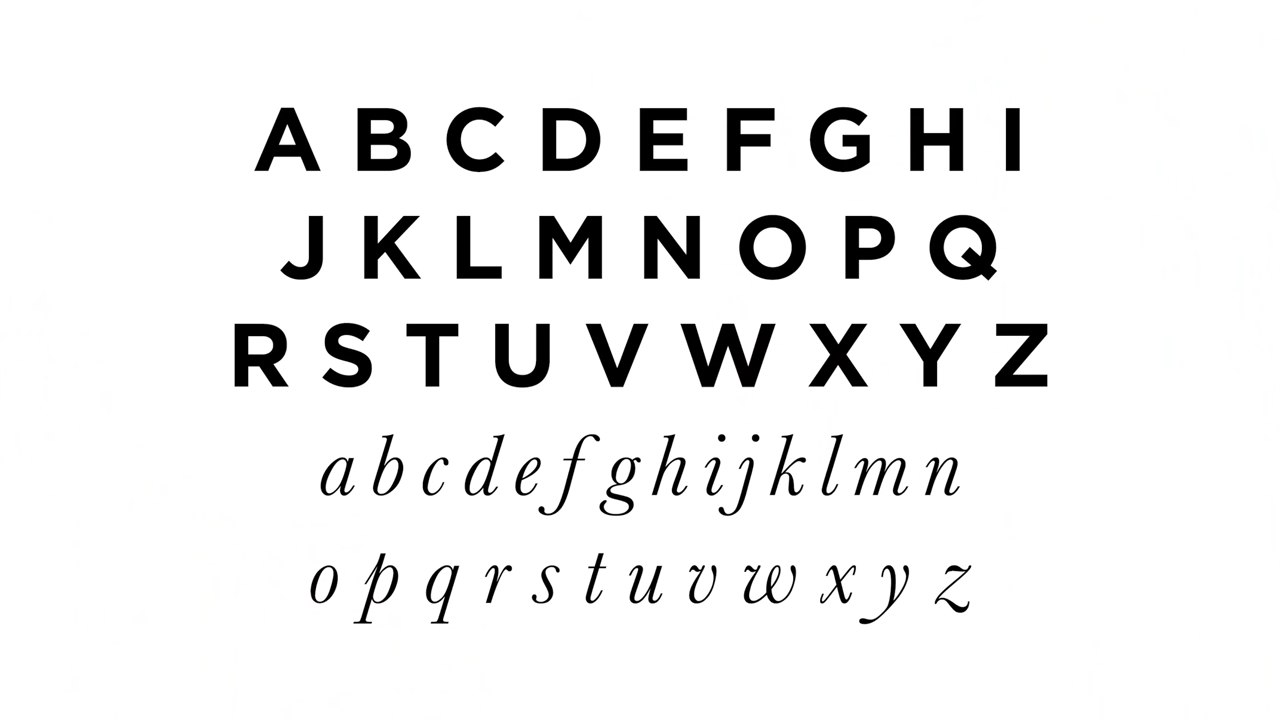 A B C D E F G H I
J K L M N O P Q
R S T U V W X Y Z
a b c d e f g h i j k l m n
o p q r s t u v w x y z